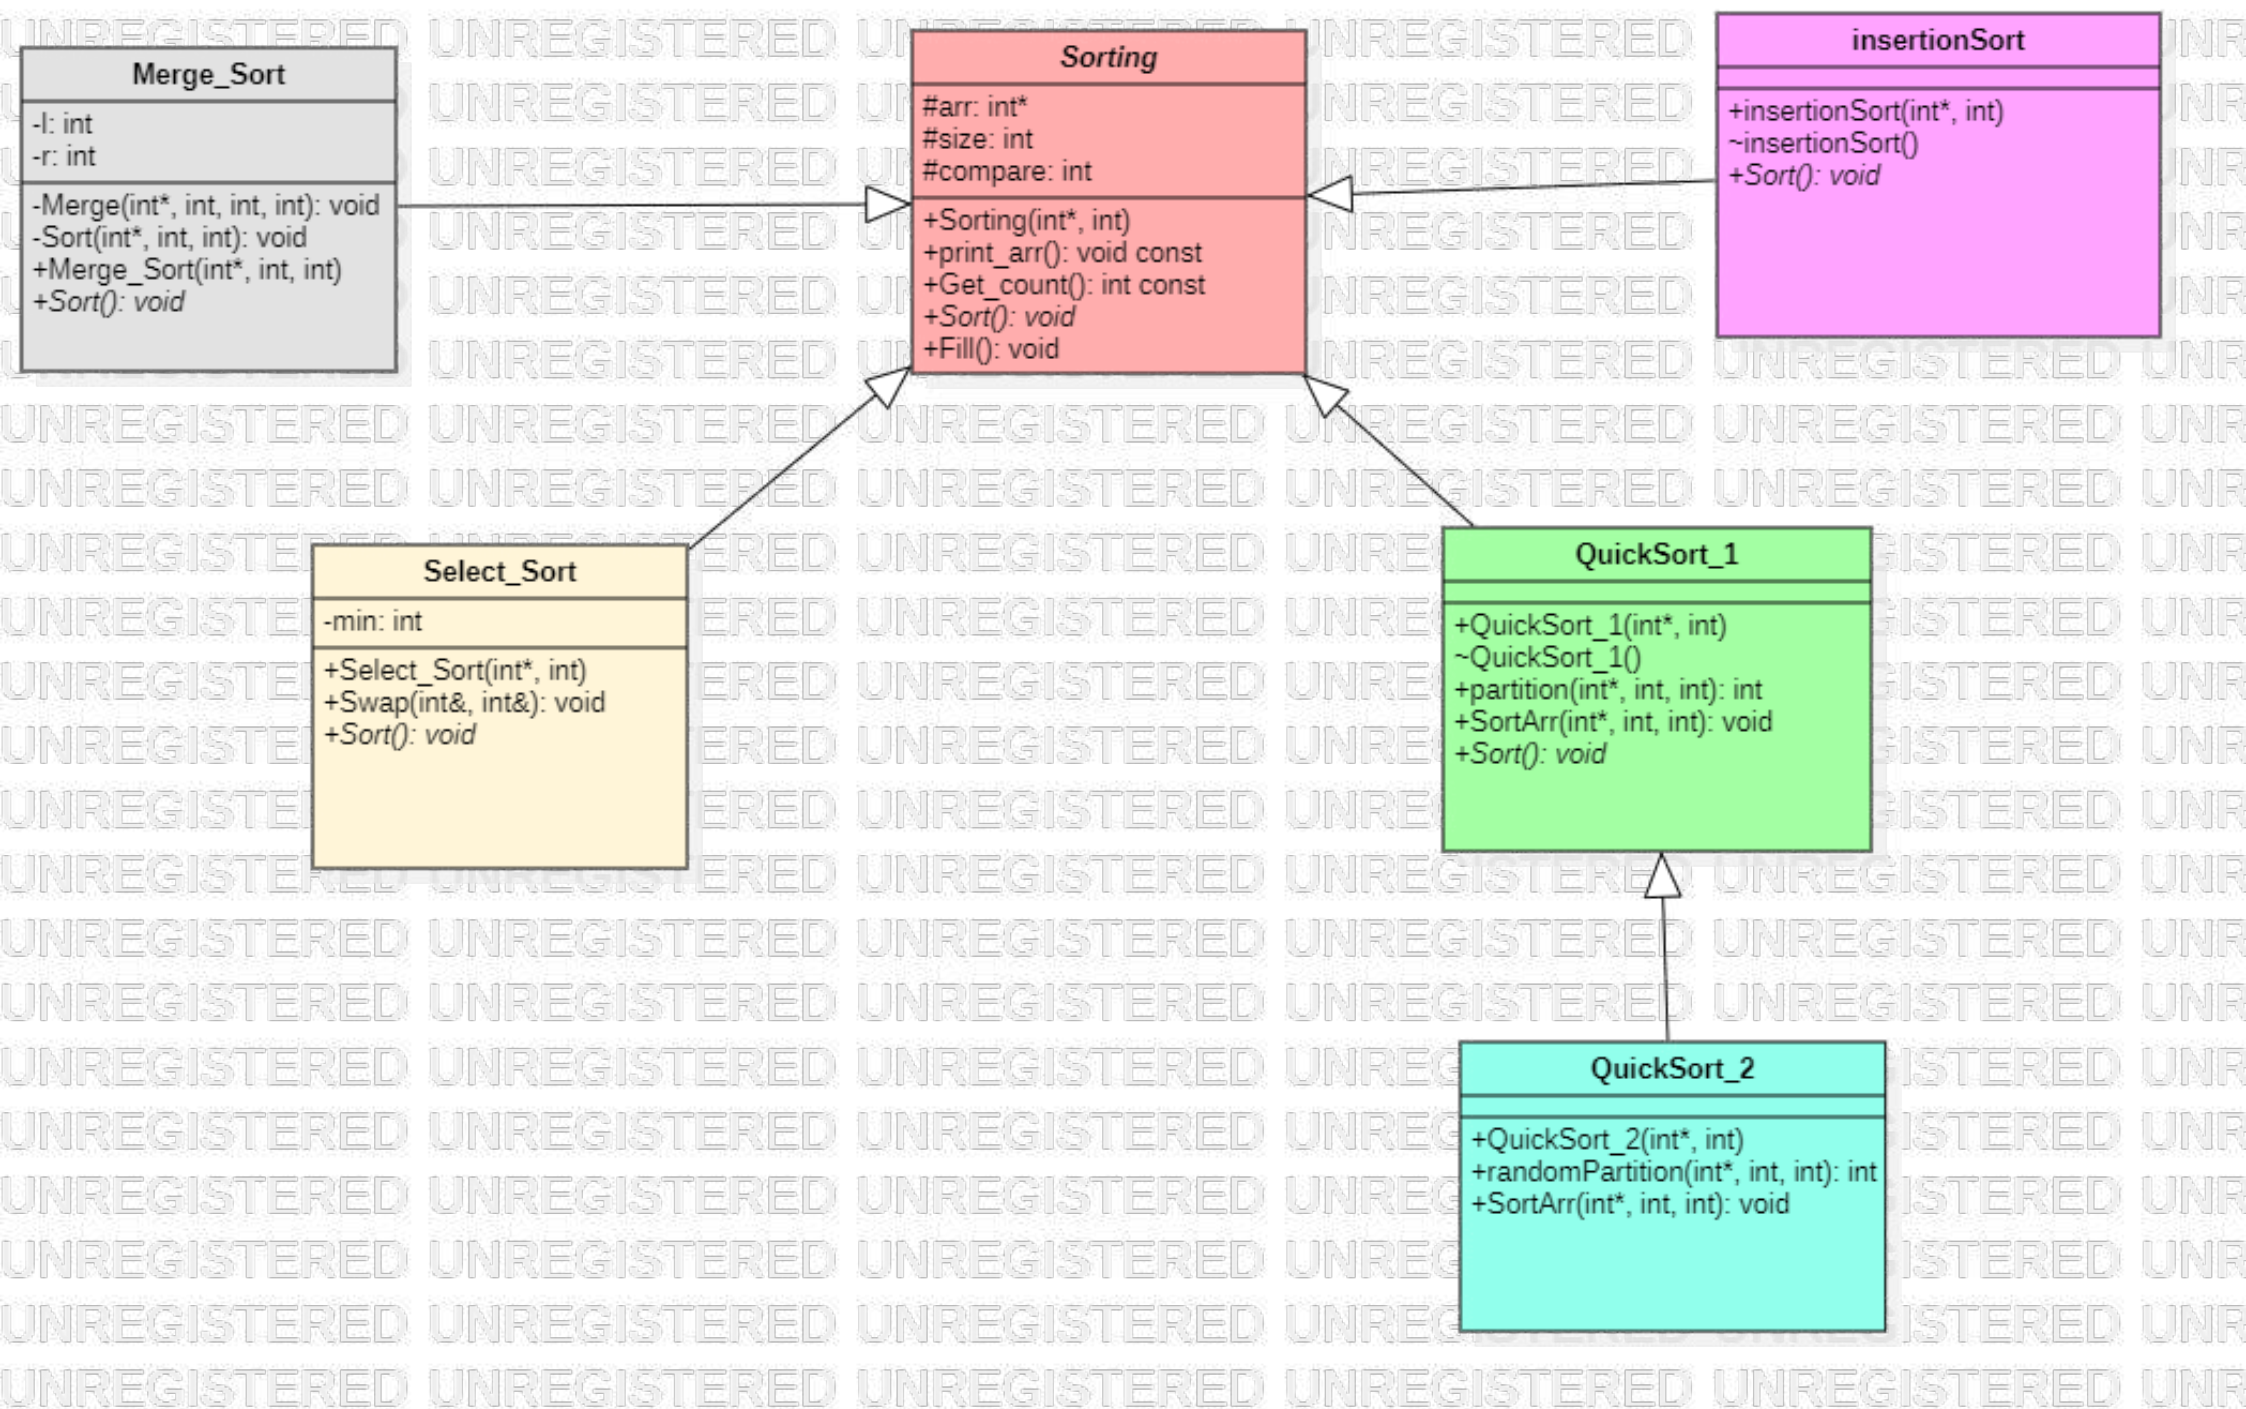 Merge_Sort
-l: int
-r: int
-Merge(int*, int, int, int): void
-Sort(int*, int, int): void
+Merge_Sort(int*, int, int)
+Sort(): void
Sorting
#arr: int*
#size: int
#compare: int
+Sorting(int*, int)
+print_arr(): void const
+Get_count(): int const
+Sort(): void
+Fill(): void
insertionSort
+insertionSort(int*, int)
~insertionSort()
+Sort(): void
Select_Sort
-min: int
+Select_Sort(int*, int)
+Swap(int&, int&): void
+Sort(): void
QuickSort_1
+QuickSort_1(int*, int)
~QuickSort_1()
+partition(int*, int, int): int
+SortArr(int*, int, int): void
+Sort(): void
QuickSort_2
+QuickSort_2(int*, int)
+randomPartition(int*, int, int): int
+SortArr(int*, int, int): void
UNREGISTERED